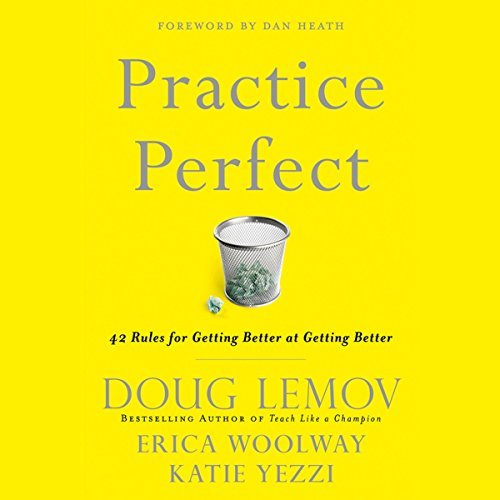 FOREWORD BY DAN HEATH
Practice
Perfect
42 Rules for Getting Better at Getting Better
DOUG LEMOV
BESTSELLING AUTHOR OF Teach Like a Champion
ERICA WOOLWAY
KATIE YEZZI